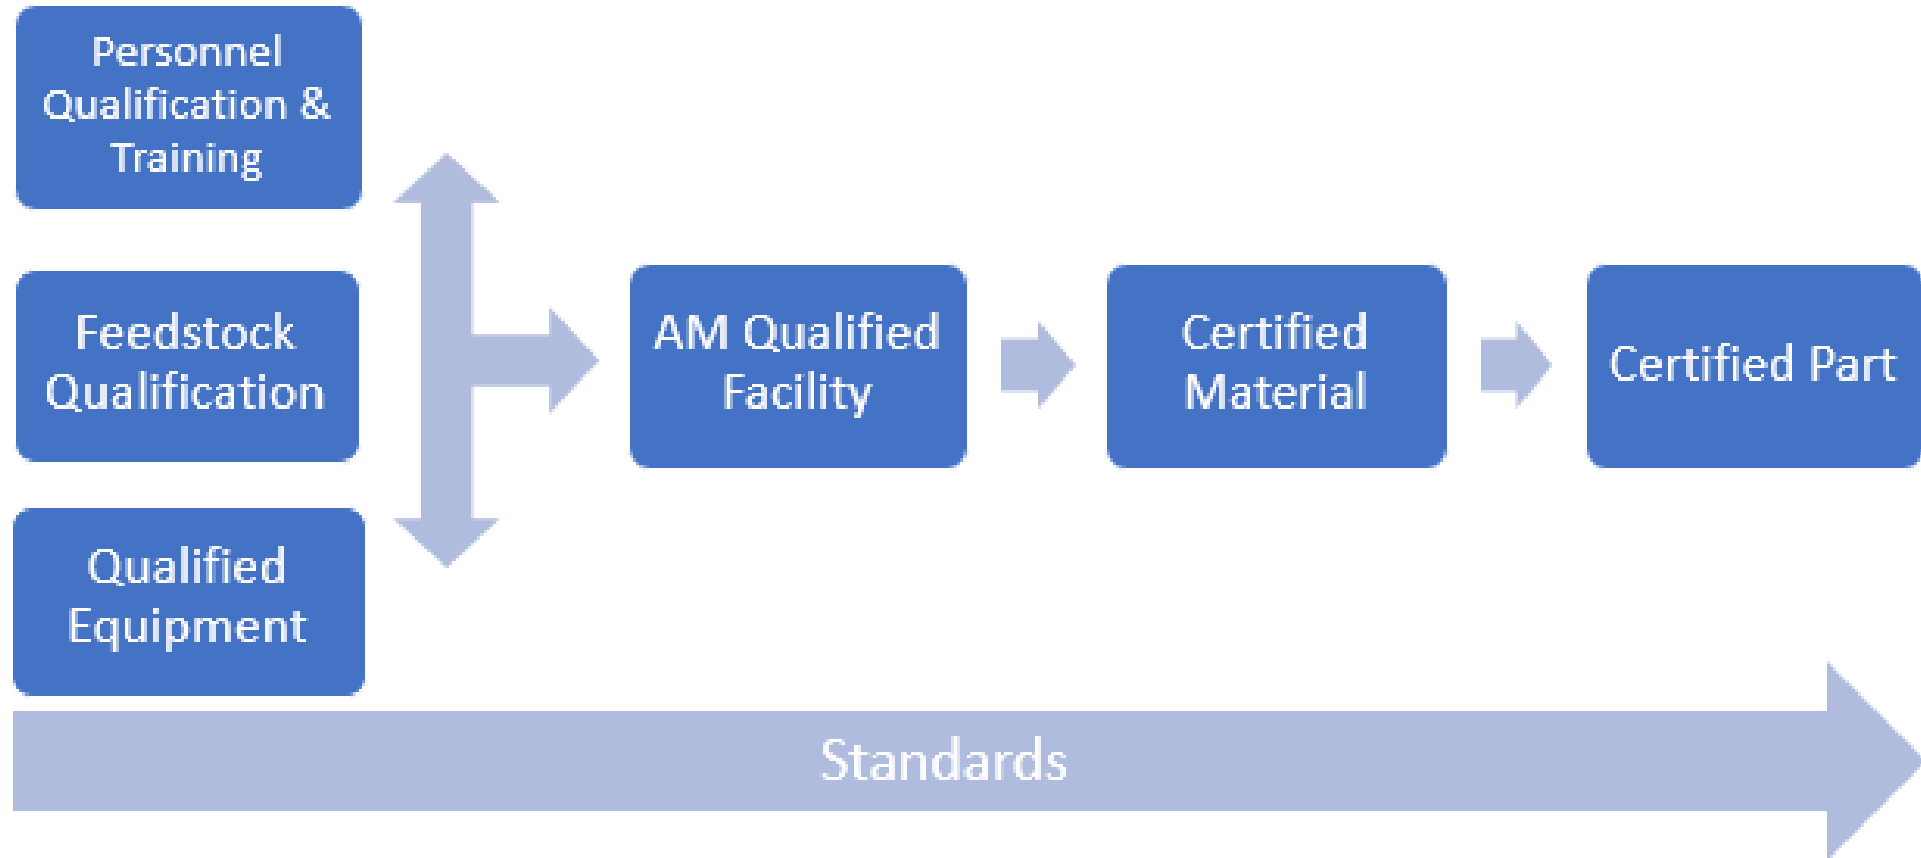 Personnel
Qualification &
Training
Feedstock
Qualification
Qualified
Equipment
AM Qualified
Facility
Certified
Material
Certified Part
Standards